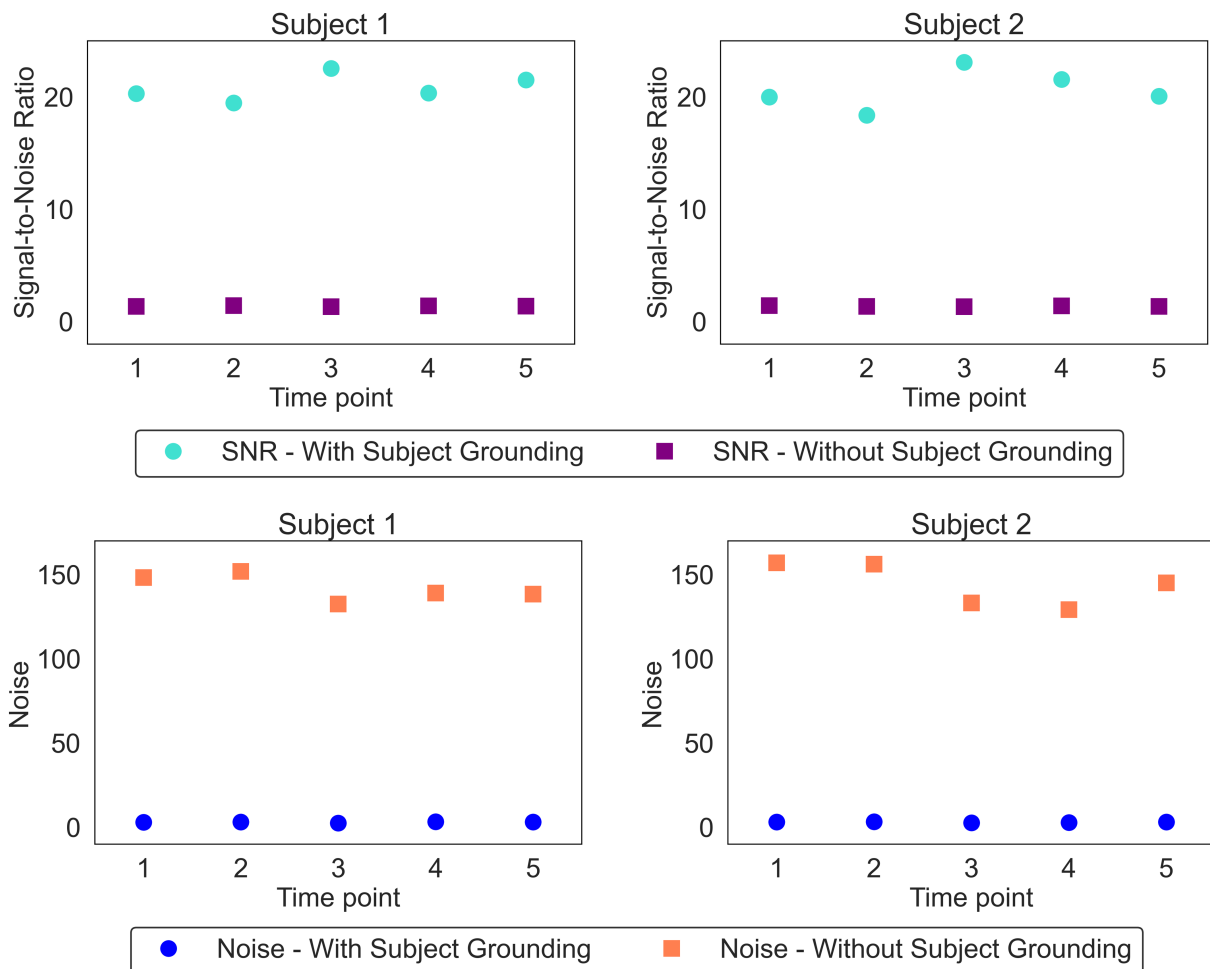 Subject 1
Subject 2
Signal-to-Noise Ratio
20
10
0
1 2 3 4 5
Time point
Signal-to-Noise Ratio
20
10
0
1 2 3 4 5
Time point
SNR - With Subject Grounding
SNR - Without Subject Grounding
Subject 1
Subject 2
Noise
150
100
50
0
1 2 3 4 5
Time point
Noise
150
100
50
0
1 2 3 4 5
Time point
Noise - With Subject Grounding
Noise - Without Subject Grounding